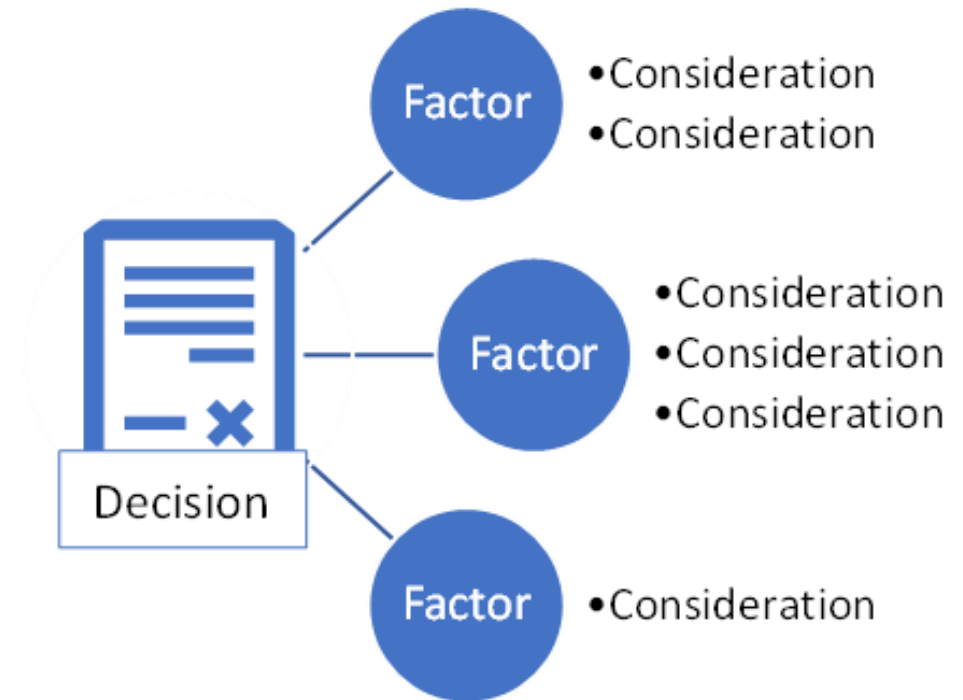 Factor
•Consideration
•Consideration
Factor
•Consideration
•Consideration
•Consideration
Decision
Factor
•Consideration